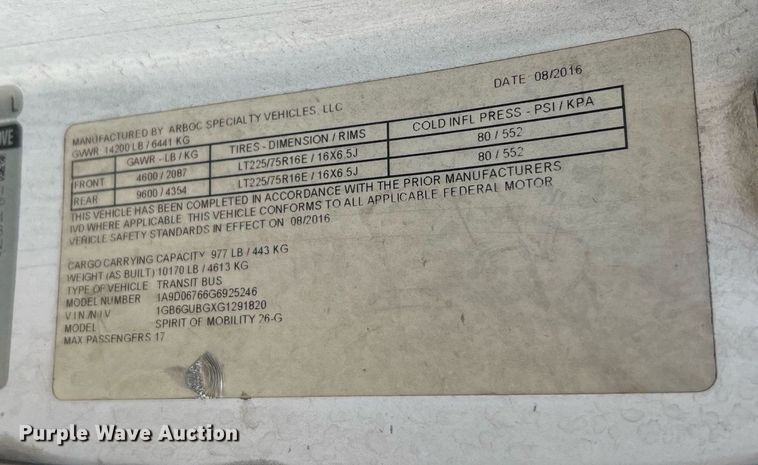 L
DATE 08/2016
MANUFACTURED BY ARBOC SPECIALTY VEHICLES, LLC
GVWR 14200 LB / 6441 KG
GAWR - LB / KG TIRES - DIMENSION / RIMS COLD INFL PRESS - PSI / KPA
FRONT 4600 / 2087 LT225/75R16E / 16X6.5J 80 / 552
REAR 9600 / 4354 LT225/75R16E / 16X6.5J 80 / 552
THIS VEHICLE HAS BEEN COMPLETED IN ACCORDANCE WITH THE PRIOR MANUFACTURERS
IVD WHERE APPLICABLE. THIS VEHICLE CONFORMS TO ALL APPLICABLE FEDERAL MOTOR
VEHICLE SAFETY STANDARDS IN EFFECT ON 08/2016
CARGO CARRYING CAPACITY 977 LB / 443 KG
WEIGHT (AS BUILT) 10170 LB / 4613 KG
TYPE OF VEHICLE TRANSIT BUS
MODEL NUMBER 1A9D06766G6925246
V I N /N I V 1GB6GUBGXG1291820
MODEL SPIRIT OF MOBILITY 26-G
MAX PASSENGERS 17
Purple Wave Auction